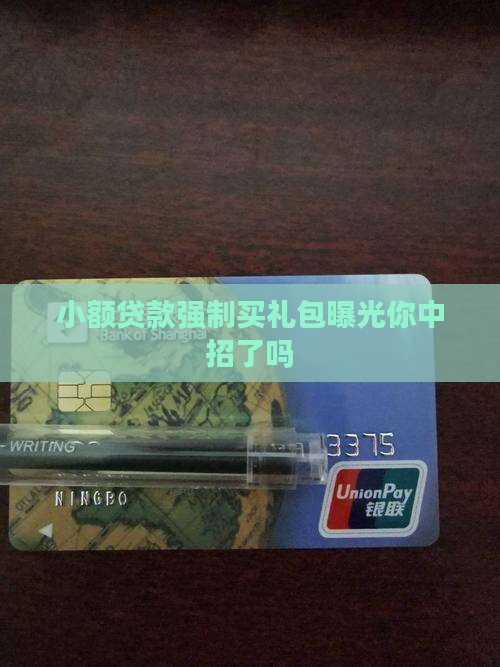 小额贷款强制买礼包曝光你中
招了吗
Bank of Shanghai
WRITING
3375
NINGBO
UnionPay
银联